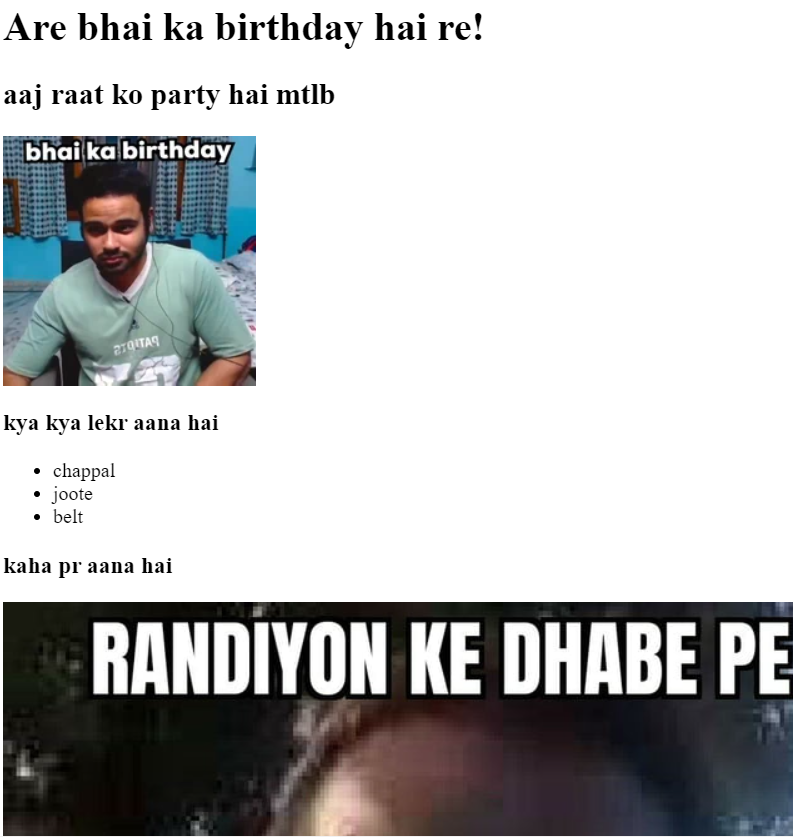 Are bhai ka birthday hai re!
aaj raat ko party hai mtlb
bhai ka birthday
PATRIOTS
kya kya lekr aana hai
chappal
joote
belt
kaha pr aana hai
RANDIYON KE DHABE PE